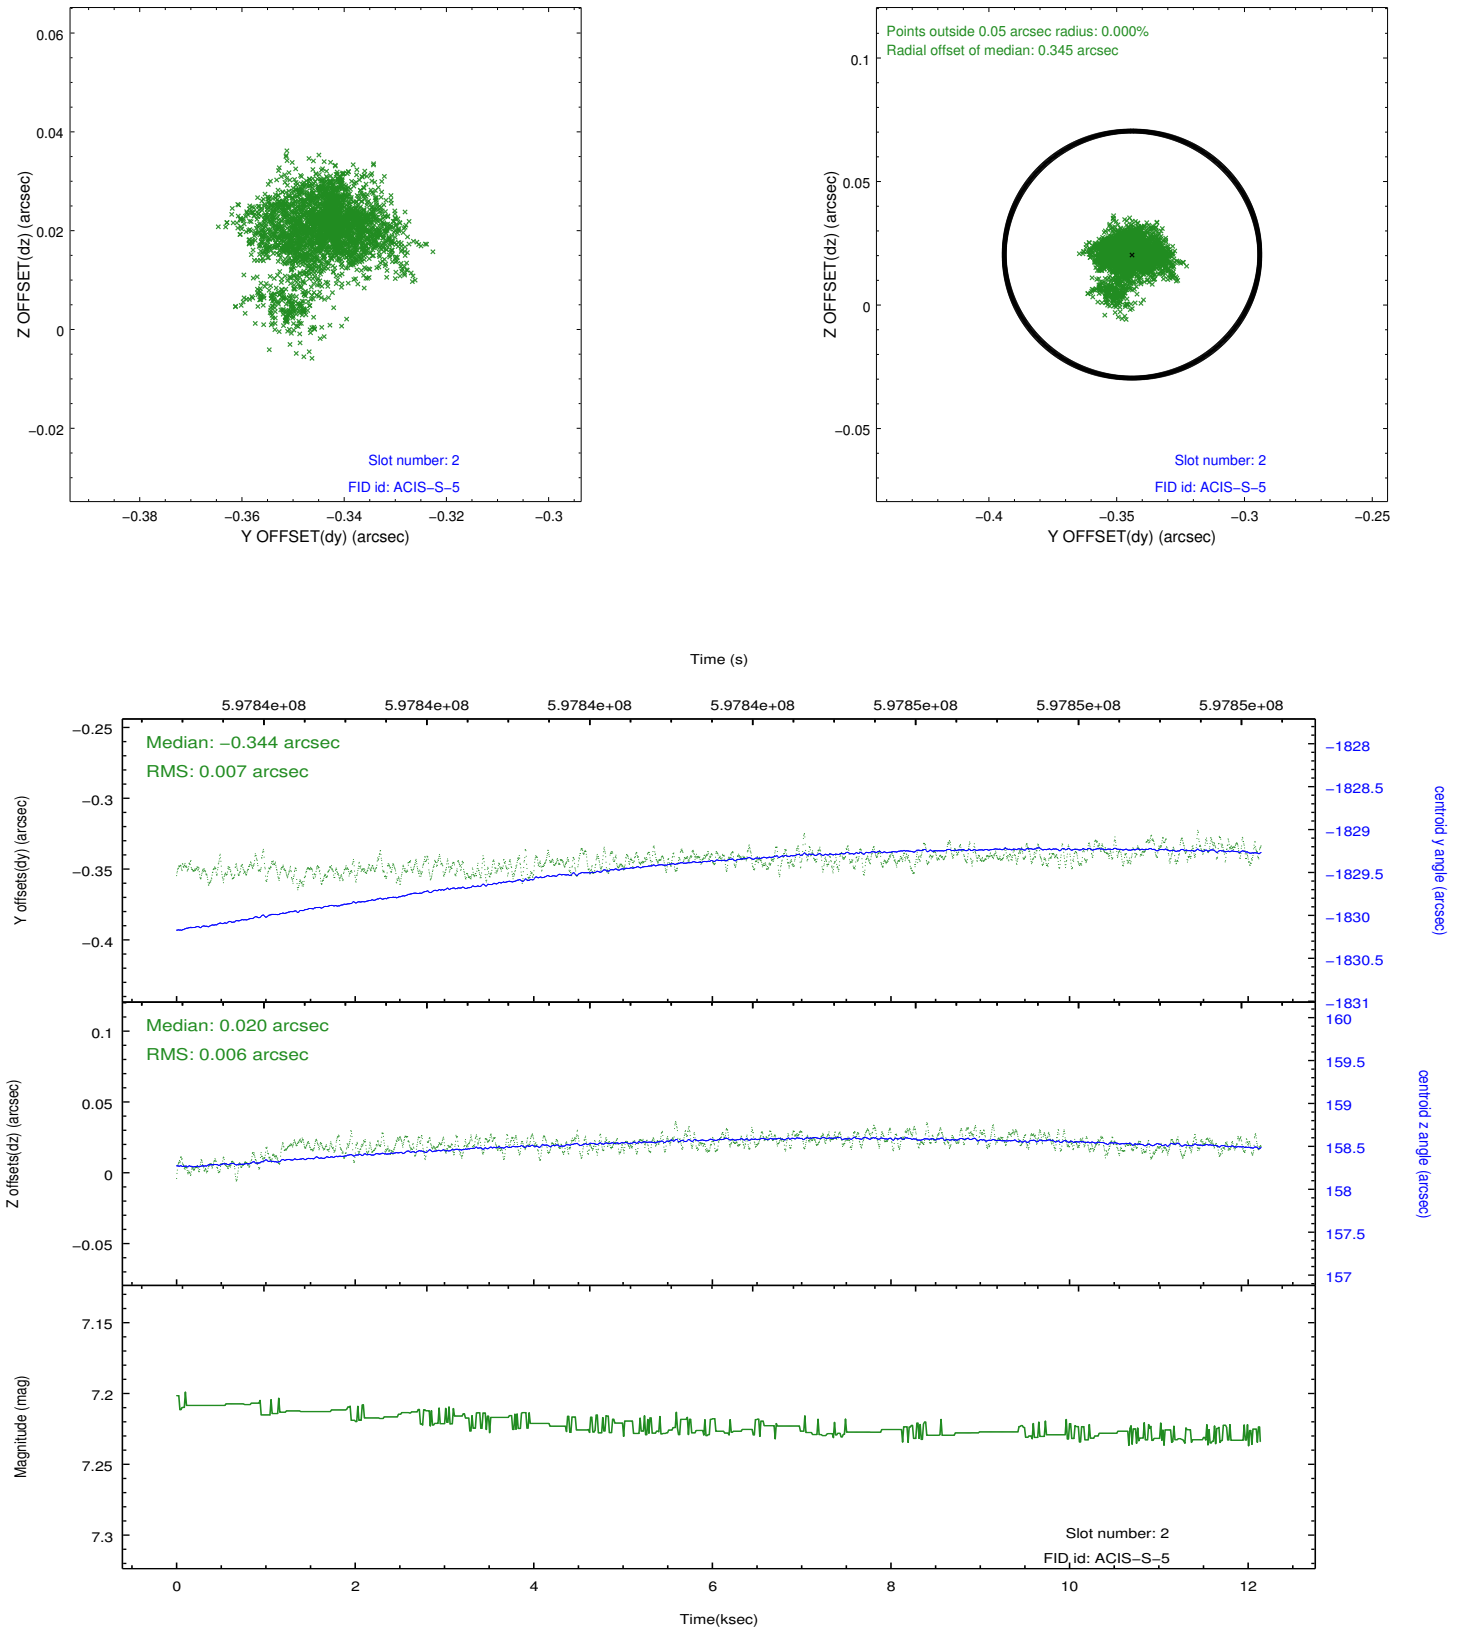 0.06
0.04
0.02
0
−0.02
Z OFFSET(dz) (arcsec)
Slot number: 2
FID id: ACIS−S−5
−0.38
−0.36
−0.34
−0.32
−0.3
Y OFFSET(dy) (arcsec)
Points outside 0.05 arcsec radius: 0.000%
Radial offset of median: 0.345 arcsec
0.1
0.05
0
−0.05
Z OFFSET(dz) (arcsec)
Slot number: 2
FID id: ACIS−S−5
−0.4
−0.35
−0.3
−0.25
Y OFFSET(dy) (arcsec)
Time (s)
5.9784e+08
5.9784e+08
5.9784e+08
5.9784e+08
5.9785e+08
5.9785e+08
5.9785e+08
Median: −0.344 arcsec
RMS: 0.007 arcsec
−0.25
−0.3
−0.35
−0.4
Y offsets(dy) (arcsec)
−1828
−1828.5
−1829
−1829.5
−1830
−1830.5
−1831
centroid y angle (arcsec)
Median: 0.020 arcsec
RMS: 0.006 arcsec
0.1
0.05
0
−0.05
Z offsets(dz) (arcsec)
160
159.5
159
158.5
158
157.5
157
centroid z angle (arcsec)
7.15
7.2
7.25
7.3
Magnitude (mag)
Slot number: 2
FID id: ACIS−S−5
0
2
4
6
8
10
12
Time(ksec)